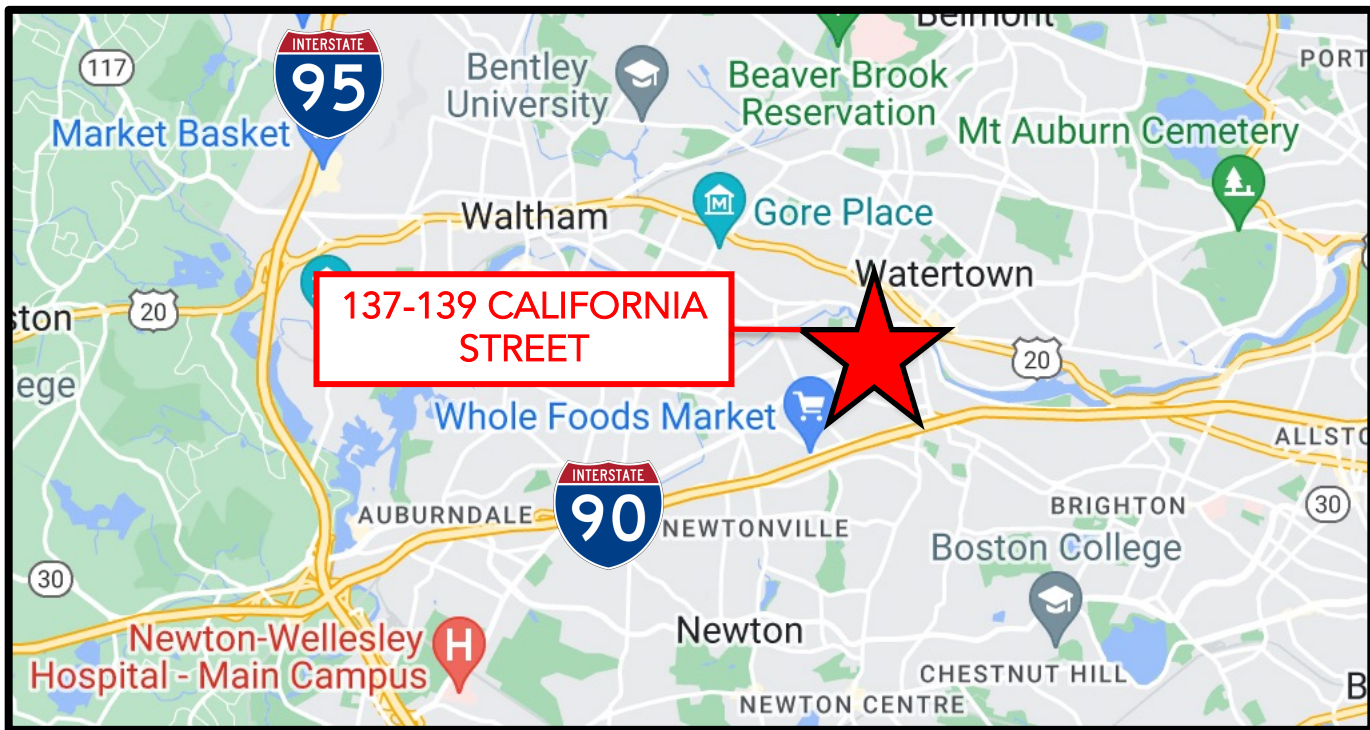 Belmont
INTERSTATE
95
117
Bentley
University
Beaver Brook
Reservation
PORT
Market Basket
Mt Auburn Cemetery
Waltham
Gore Place
Watertown
20
ston
137-139 CALIFORNIA
STREET
20
ege
Whole Foods Market
ALLSTO
INTERSTATE
90
AUBURNDALE
NEWTONVILLE
BRIGHTON
30
Boston College
30
Newton-Wellesley
Hospital - Main Campus
H
Newton
CHESTNUT HILL
B
NEWTON CENTRE
M